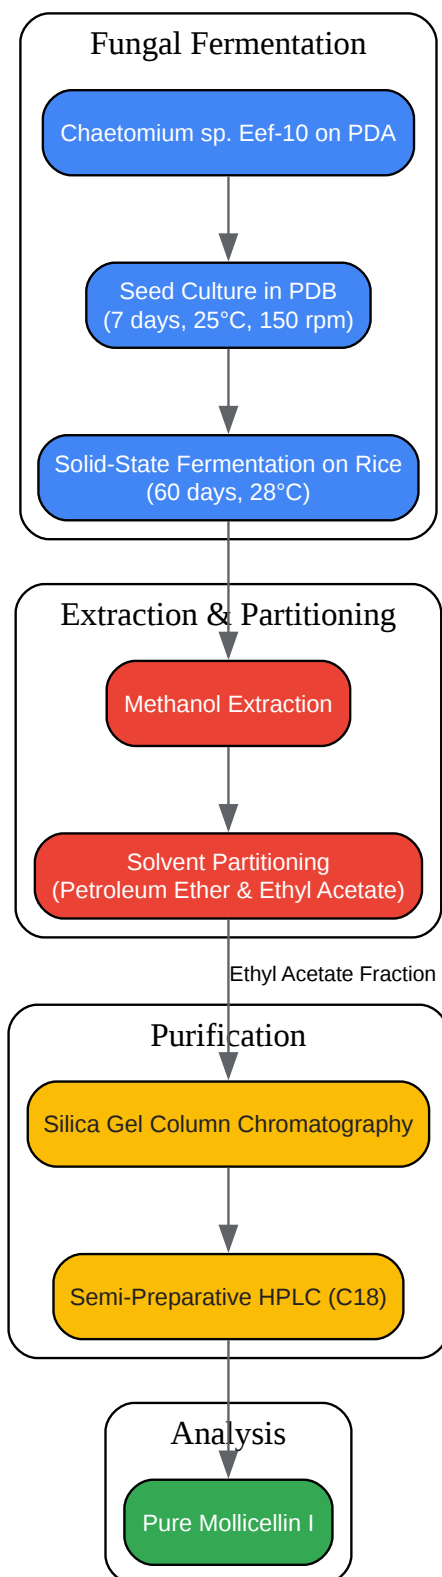 Fungal Fermentation
Chaetomium sp. Eef-10 on PDA
Seed Culture in PDB
(7 days, 25°C, 150 rpm)
Solid-State Fermentation on Rice
(60 days, 28°C)
Extraction & Partitioning
Methanol Extraction
Solvent Partitioning
(Petroleum Ether & Ethyl Acetate)
Ethyl Acetate Fraction
Purification
Silica Gel Column Chromatography
Semi-Preparative HPLC (C18)
Analysis
Pure Mollicellin I